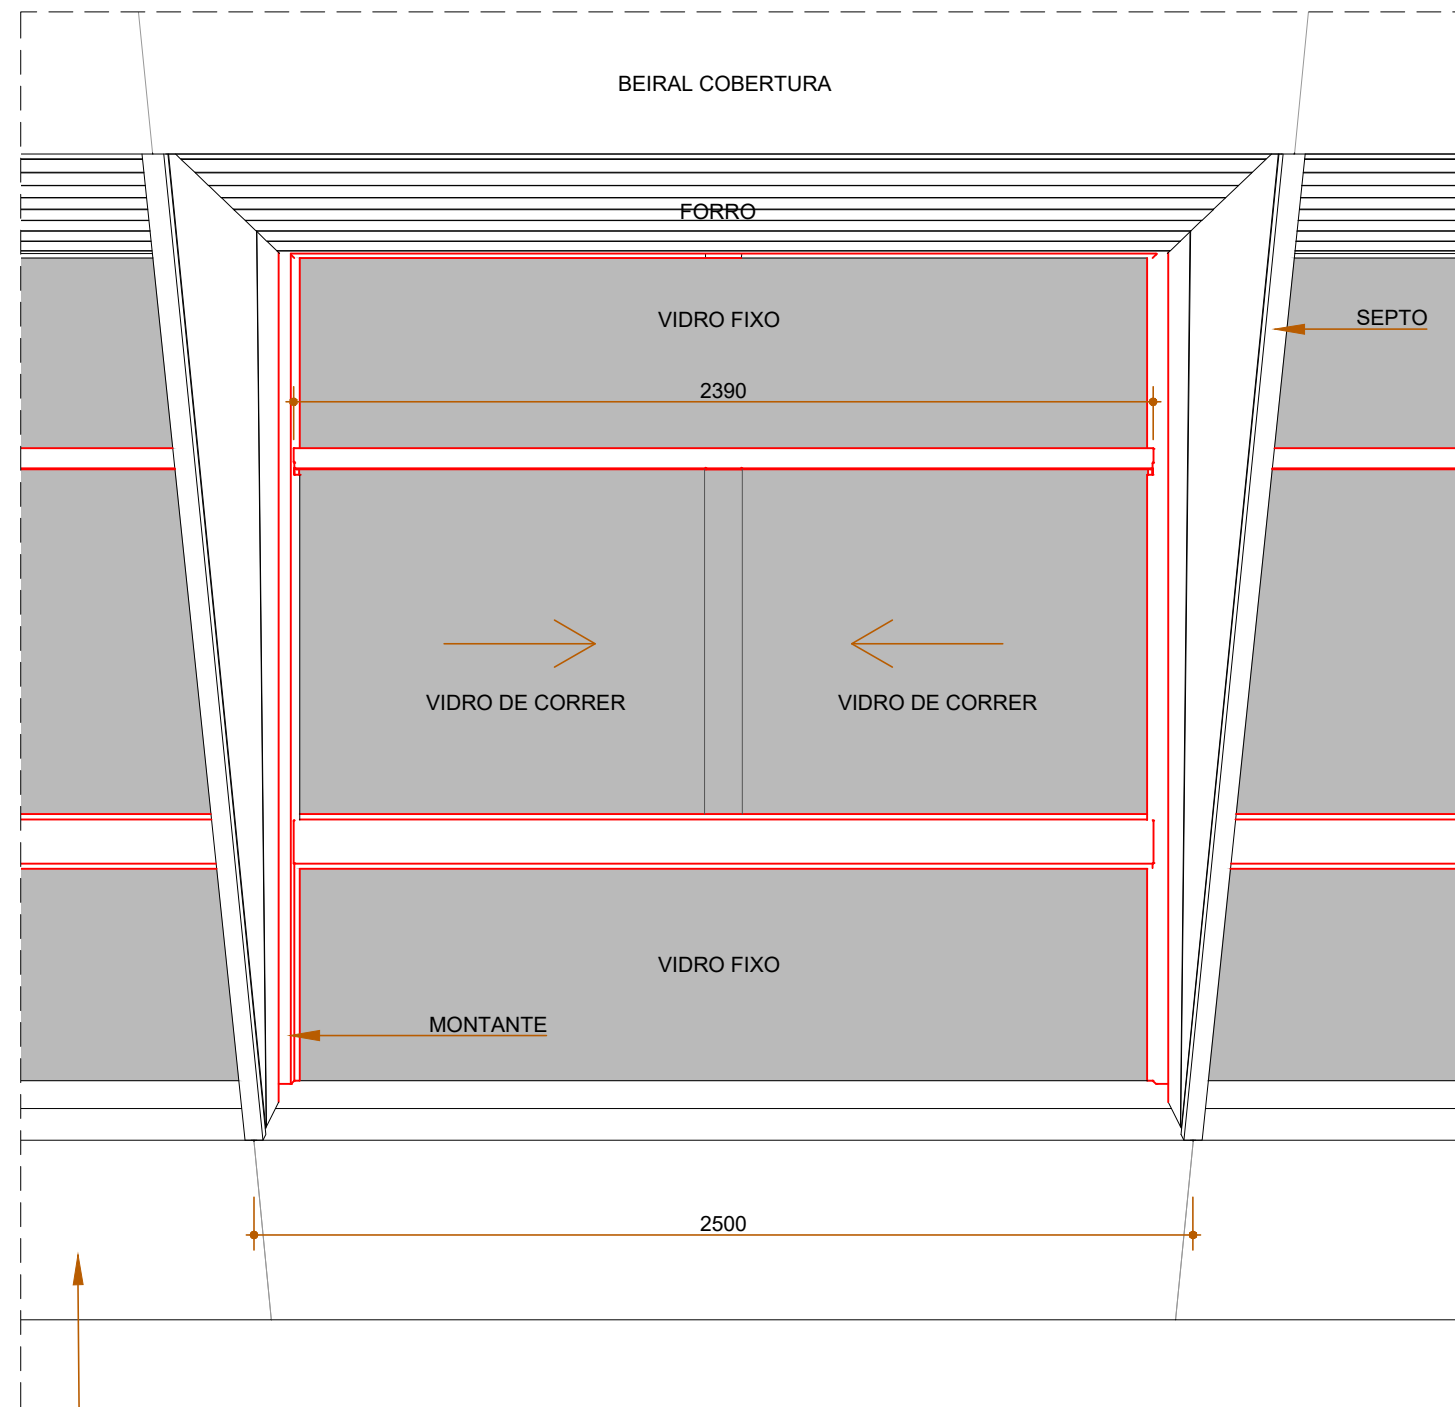 BEIRAL COBERTURA
FORRO
VIDRO FIXO
SEPTO
2390
VIDRO DE CORRER
VIDRO DE CORRER
VIDRO FIXO
MONTANTE
2500